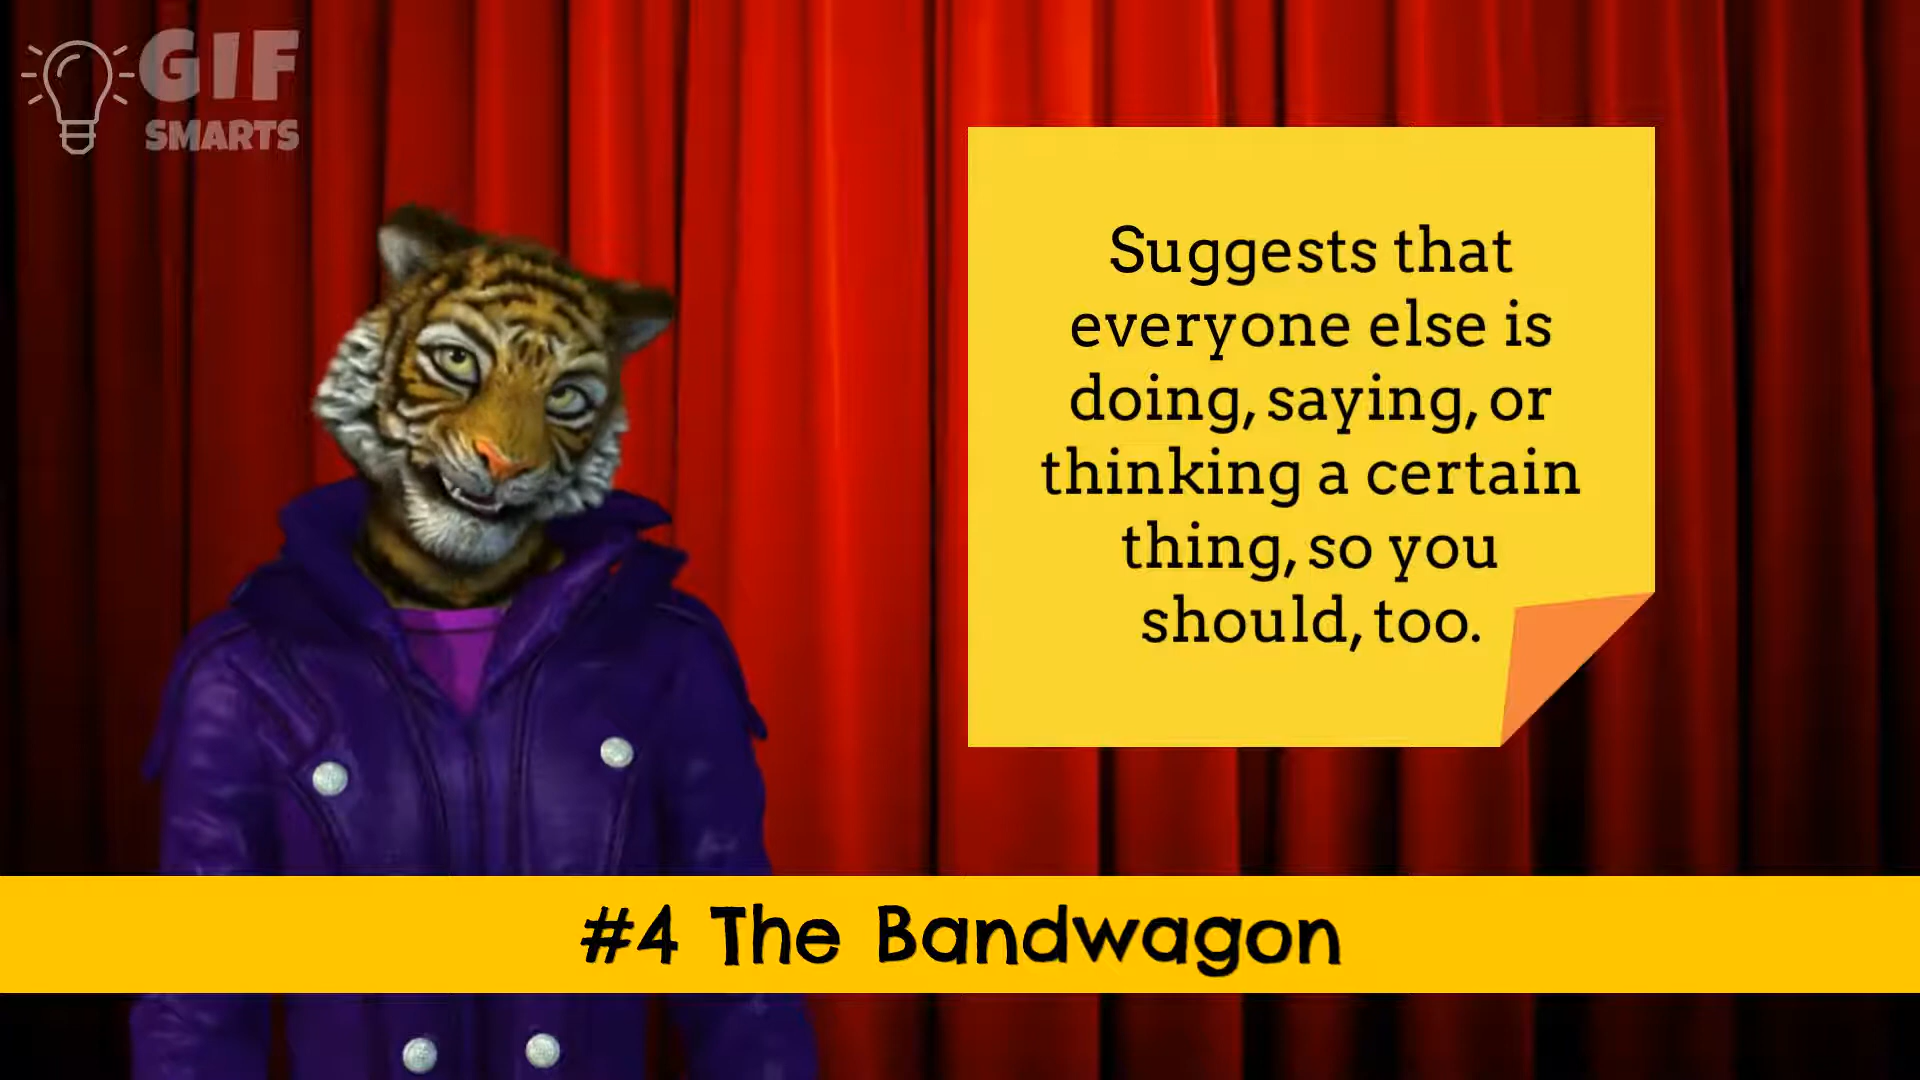 GIF
SMARTS
Suggests that
everyone else is
doing, saying, or
thinking a certain
thing, so you
should, too.
#4 The Bandwagon